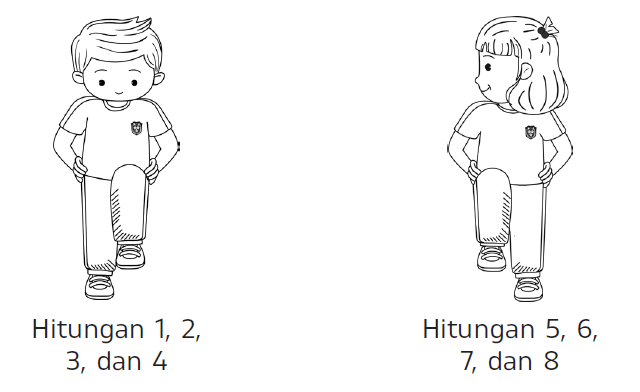 Hitungan 1, 2,
3, dan 4
Hitungan 5, 6,
7, dan 8